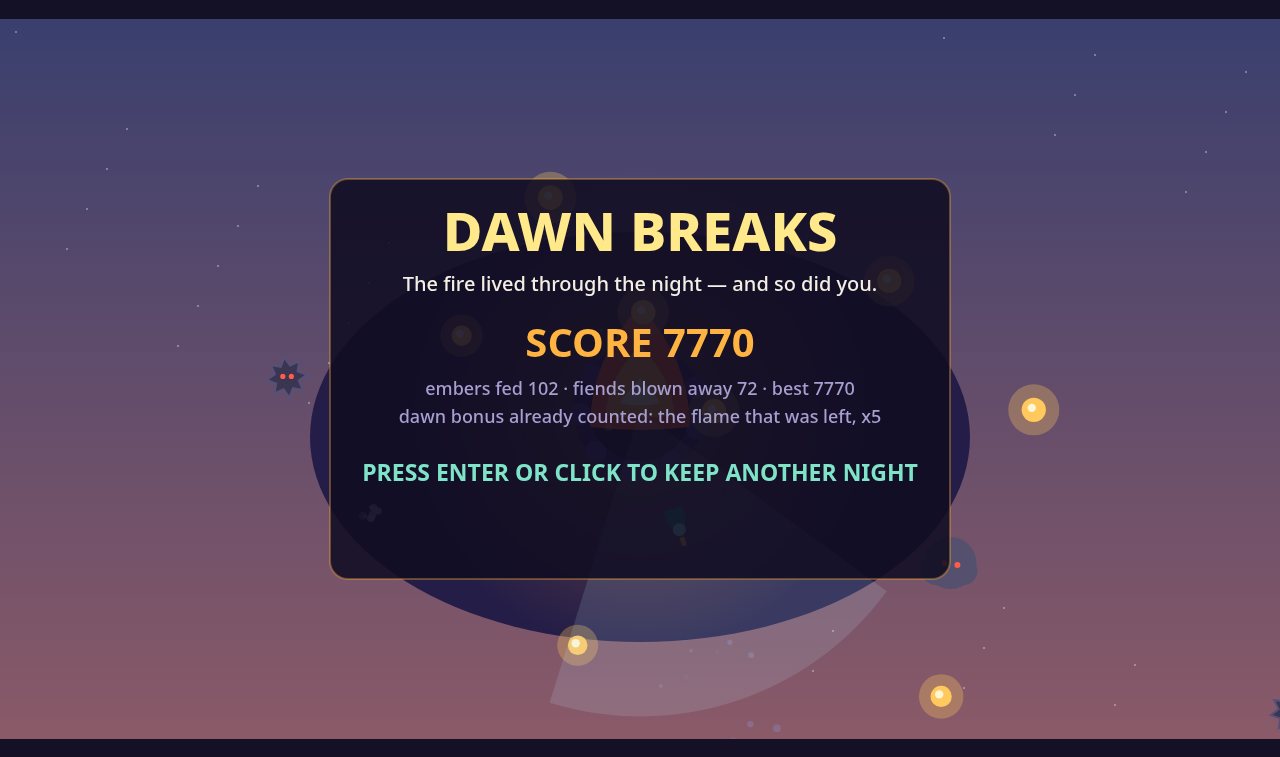 DAWN BREAKS
The fire lived through the night — and so did you.
SCORE 7770
embers fed 102 · fiends blown away 72 · best 7770
dawn bonus already counted: the flame that was left, x5
PRESS ENTER OR CLICK TO KEEP ANOTHER NIGHT